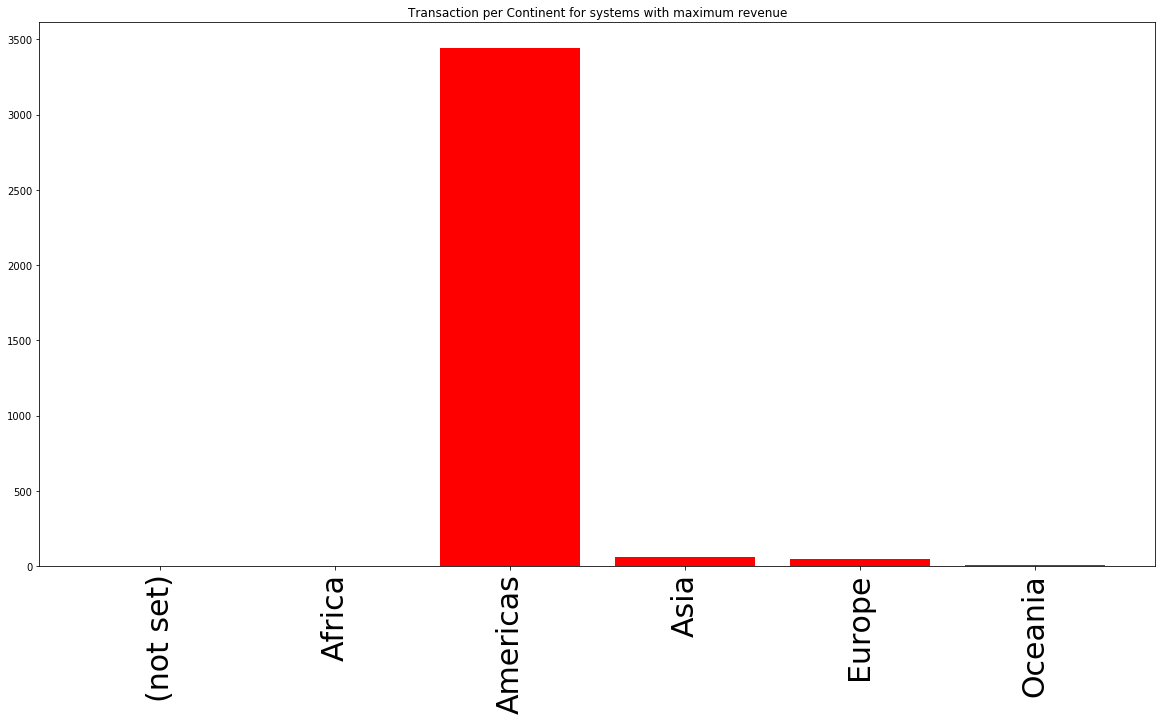 Transaction per Continent for systems with maximum revenue
3500
3000
2500
2000
1500
1000
500
0
(not set)
Africa
Americas
Asia
Europe
Oceania